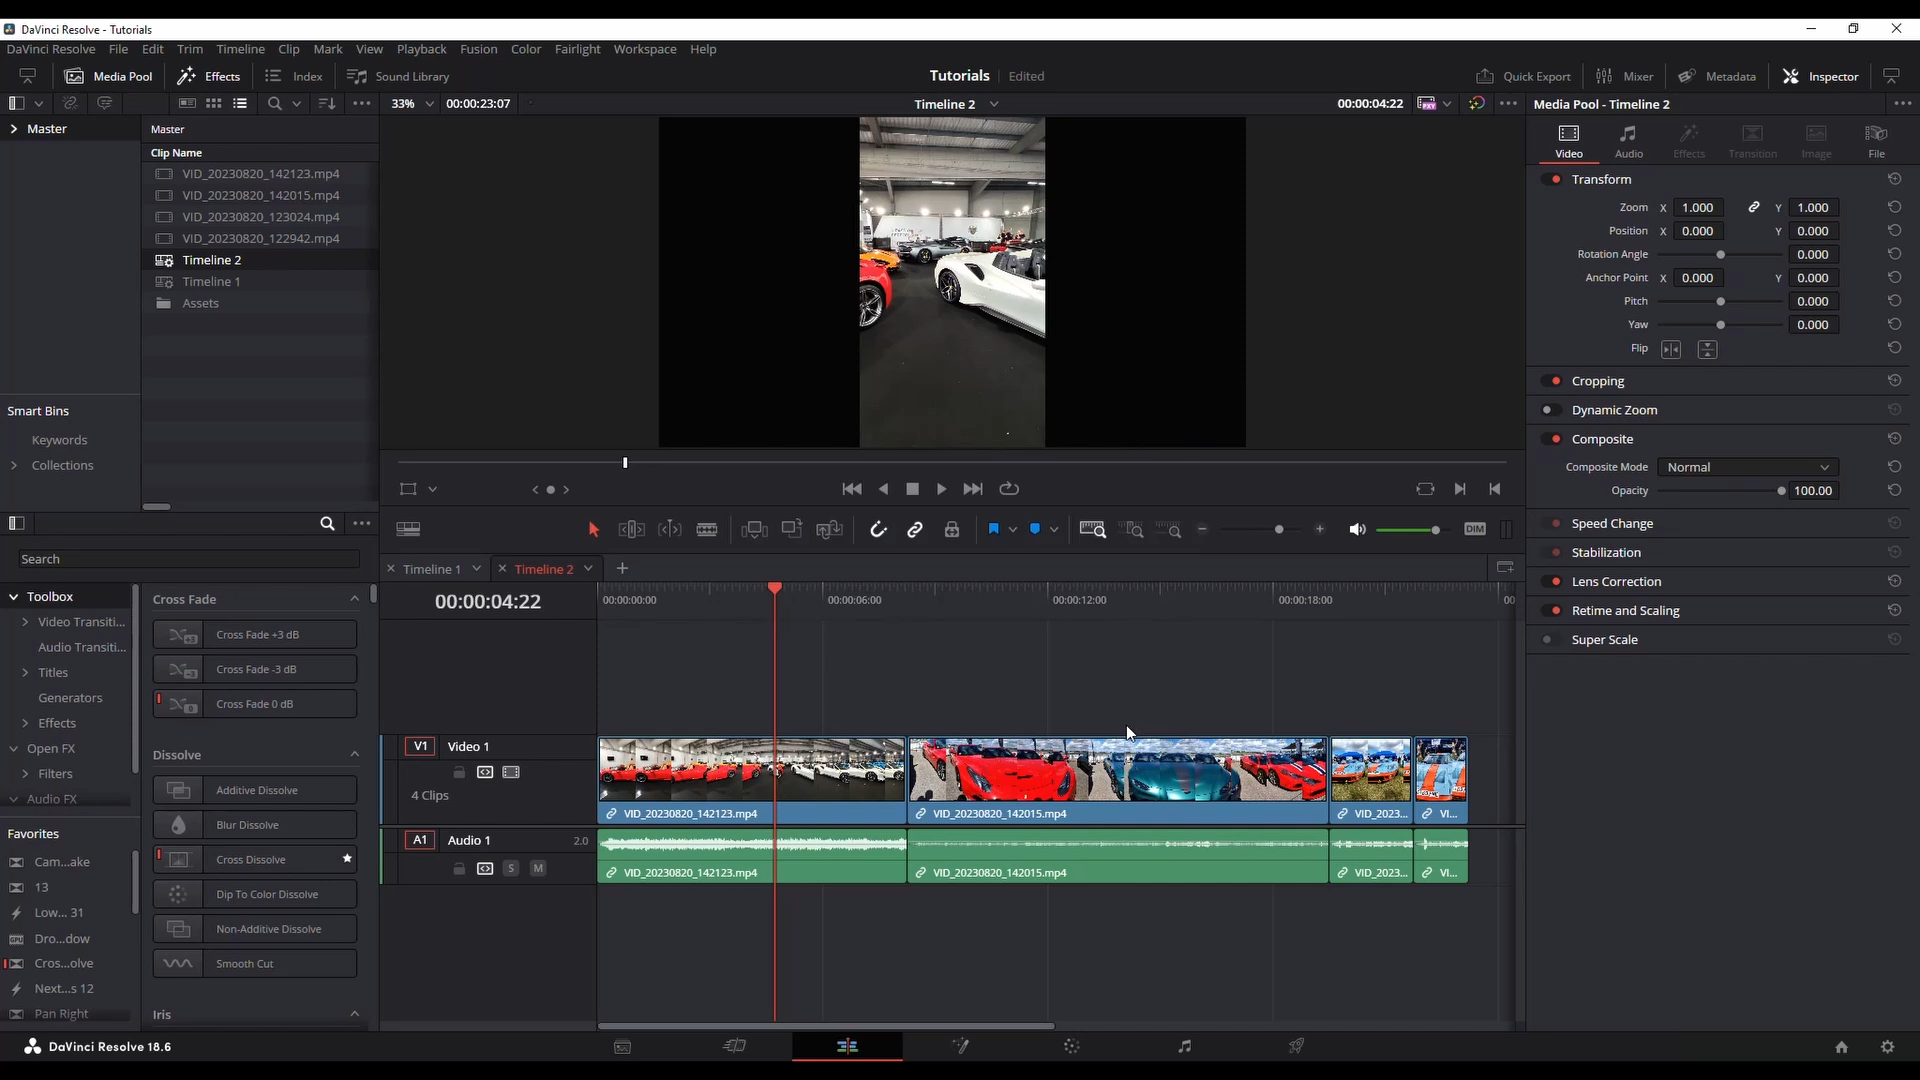 DaVinci Resolve - Tutorials
DaVinci Resolve File Edit Trim Timeline Clip Mark View Playback Fusion Color Fairlight Workspace Help
Media Pool Effects Index Sound Library
Tutorials Edited
Quick Export Mixer Metadata Inspector
33% 00:00:23:07
Timeline 2
00:00:04:22
Media Pool - Timeline 2
Master
Master
Clip Name
VID_20230820_142123.mp4
VID_20230820_142015.mp4
VID_20230820_123024.mp4
VID_20230820_122942.mp4
Timeline 2
Timeline 1
Assets
Smart Bins
Keywords
Collections
Video Audio Effects Transition Image File
Transform
Zoom X 1.000 Y 1.000
Position X 0.000 Y 0.000
Rotation Angle 0.000
Anchor Point X 0.000 Y 0.000
Pitch 0.000
Yaw 0.000
Flip
Cropping
Dynamic Zoom
Composite
Composite Mode Normal
Opacity 100.00
Speed Change
Stabilization
Lens Correction
Retime and Scaling
Super Scale
DIM
Search
Toolbox
Video Transiti...
Audio Transiti...
Titles
Generators
Effects
Open FX
Filters
Audio FX
Favorites
Cam...ake
13
Low... 31
Dro...dow
Cros...olve
Next...s 12
Pan Right
Cross Fade
Cross Fade +3 dB
Cross Fade -3 dB
Cross Fade 0 dB
Dissolve
Additive Dissolve
Blur Dissolve
Cross Dissolve
Dip To Color Dissolve
Non-Additive Dissolve
Smooth Cut
Iris
Timeline 1 Timeline 2
00:00:04:22
00:00:00:00 00:00:06:00 00:00:12:00 00:00:18:00 00
V1 Video 1
4 Clips
VID_20230820_142123.mp4 VID_20230820_142015.mp4 VID_2023... VI...
A1 Audio 1 2.0
S M
VID_20230820_142123.mp4 VID_20230820_142015.mp4 VID_2023... VI...
DaVinci Resolve 18.6